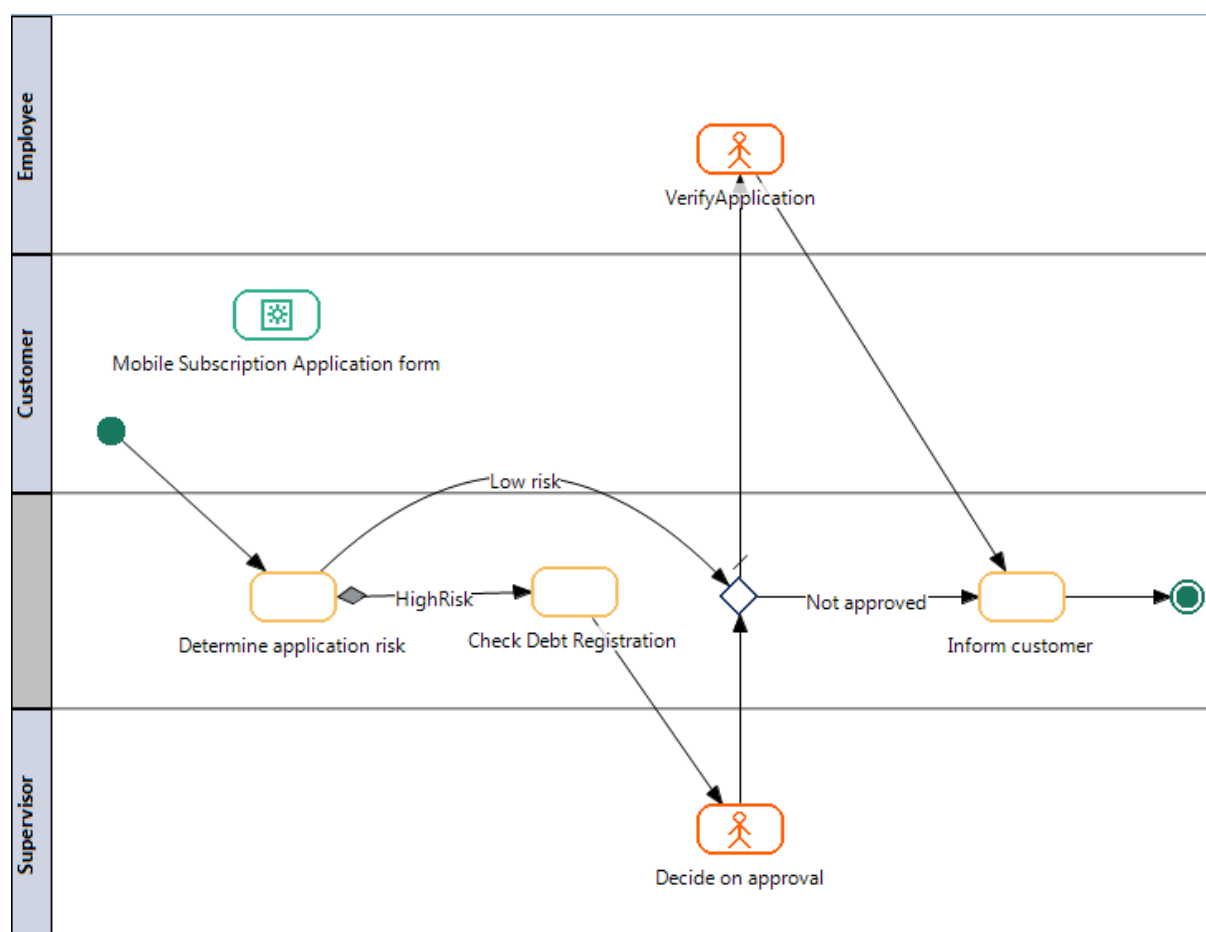 Employee
VerifyApplication
Customer
Mobile Subscription Application form
Low risk
HighRisk
Not approved
Determine application risk
Check Debt Registration
Inform customer
Supervisor
Decide on approval